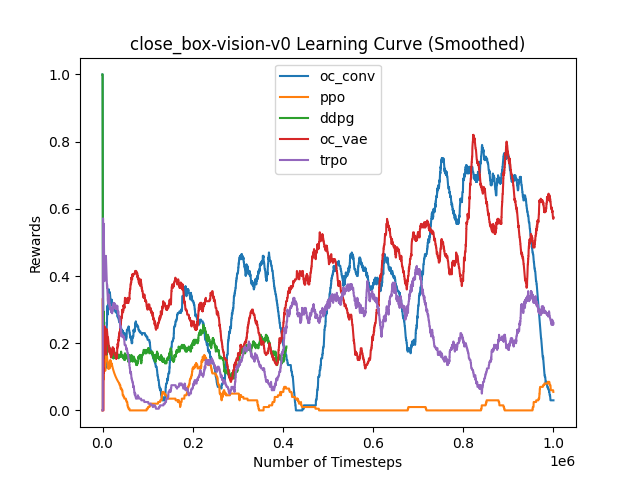 close_box-vision-v0 Learning Curve (Smoothed)
oc_conv
ppo
ddpg
oc_vae
trpo
Rewards
1.0
0.8
0.6
0.4
0.2
0.0
0.0 0.2 0.4 0.6 0.8 1.0
1e6
Number of Timesteps